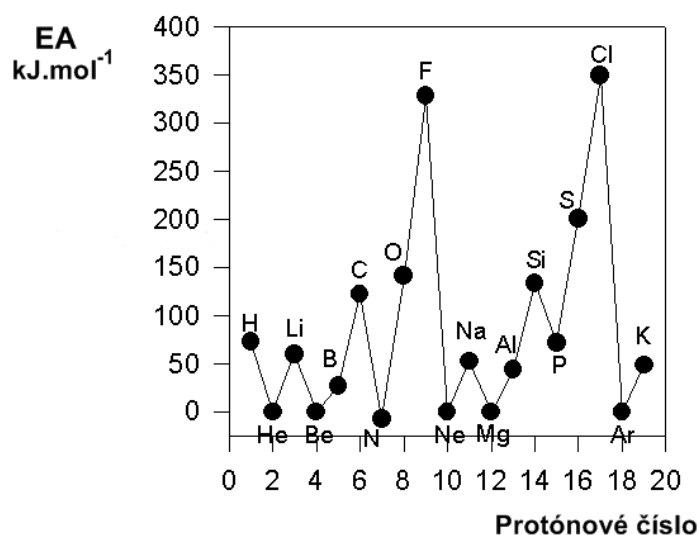 EA
kJ.mol⁻¹
400
350
300
250
200
150
100
50
0
H
He
Li
Be
B
C
N
O
F
Ne
Na
Mg
Al
Si
P
S
Cl
Ar
K
0 2 4 6 8 10 12 14 16 18 20
Protónové číslo